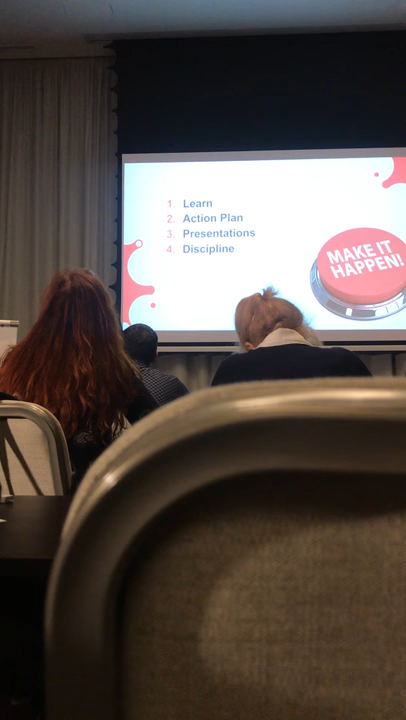 1. Learn
2. Action Plan
3. Presentations
4. Discipline
MAKE IT
HAPPEN!